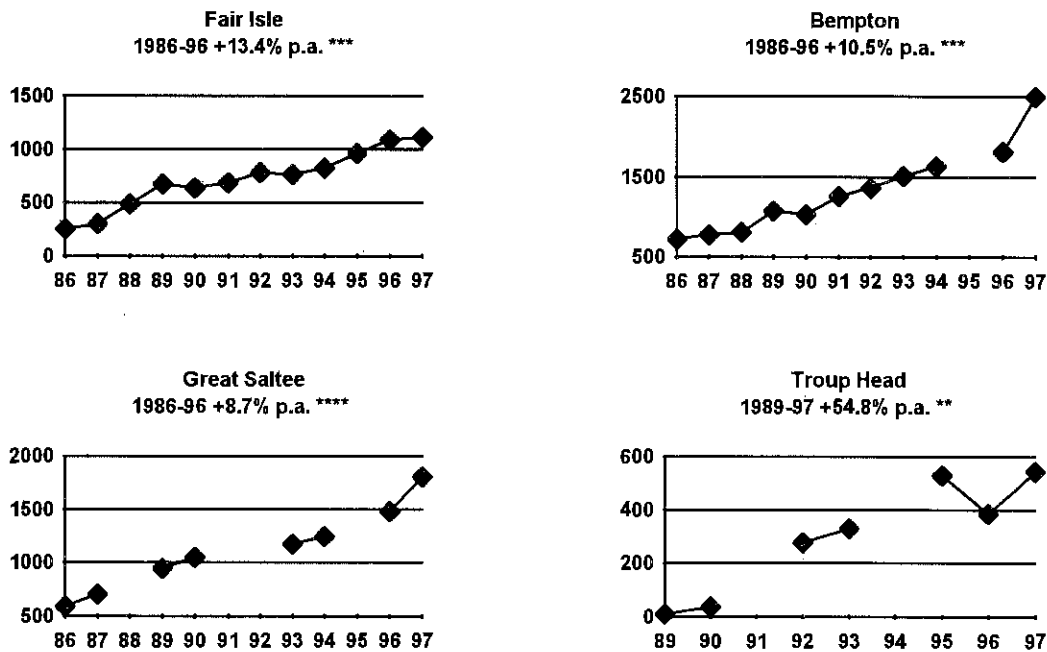 Fair Isle
1986-96 +13.4% p.a. ***
1500
1000
500
0
86 87 88 89 90 91 92 93 94 95 96 97
Bempton
1986-96 +10.5% p.a. ***
2500
1500
500
86 87 88 89 90 91 92 93 94 95 96 97
Great Saltee
1986-96 +8.7% p.a. ****
2000
1500
1000
500
86 87 88 89 90 91 92 93 94 95 96 97
Troup Head
1989-97 +54.8% p.a. **
600
400
200
0
89 90 91 92 93 94 95 96 97